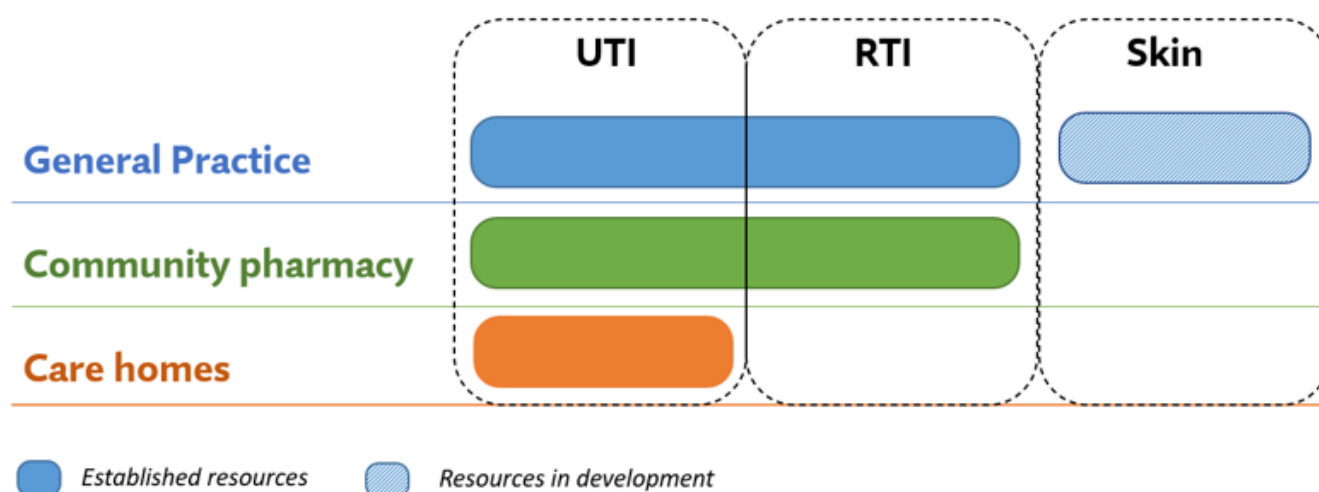 UTI RTI Skin
General Practice
Community pharmacy
Care homes
Established resources Resources in development